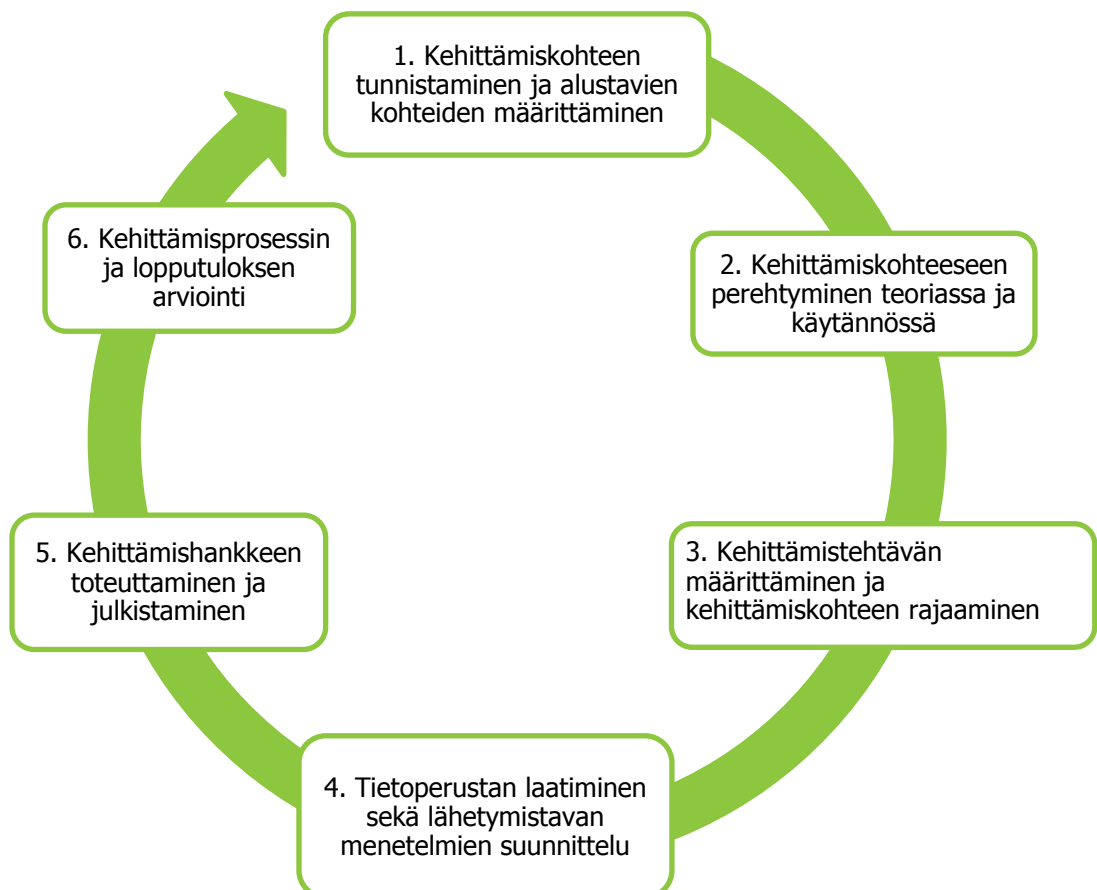 1. Kehittämiskohteen
tunnistaminen ja alustavien
kohteiden määrittäminen
2. Kehittämiskohteeseen
perehtyminen teoriassa ja
käytännössä
3. Kehittämistehtävän
määrittäminen ja
kehittämiskohteen rajaaminen
4. Tietoperustan laatiminen
sekä lähetymistavan
menetelmien suunnittelu
5. Kehittämishankkeen
toteuttaminen ja
julkistaminen
6. Kehittämisprosessin
ja lopputuloksen
arviointi